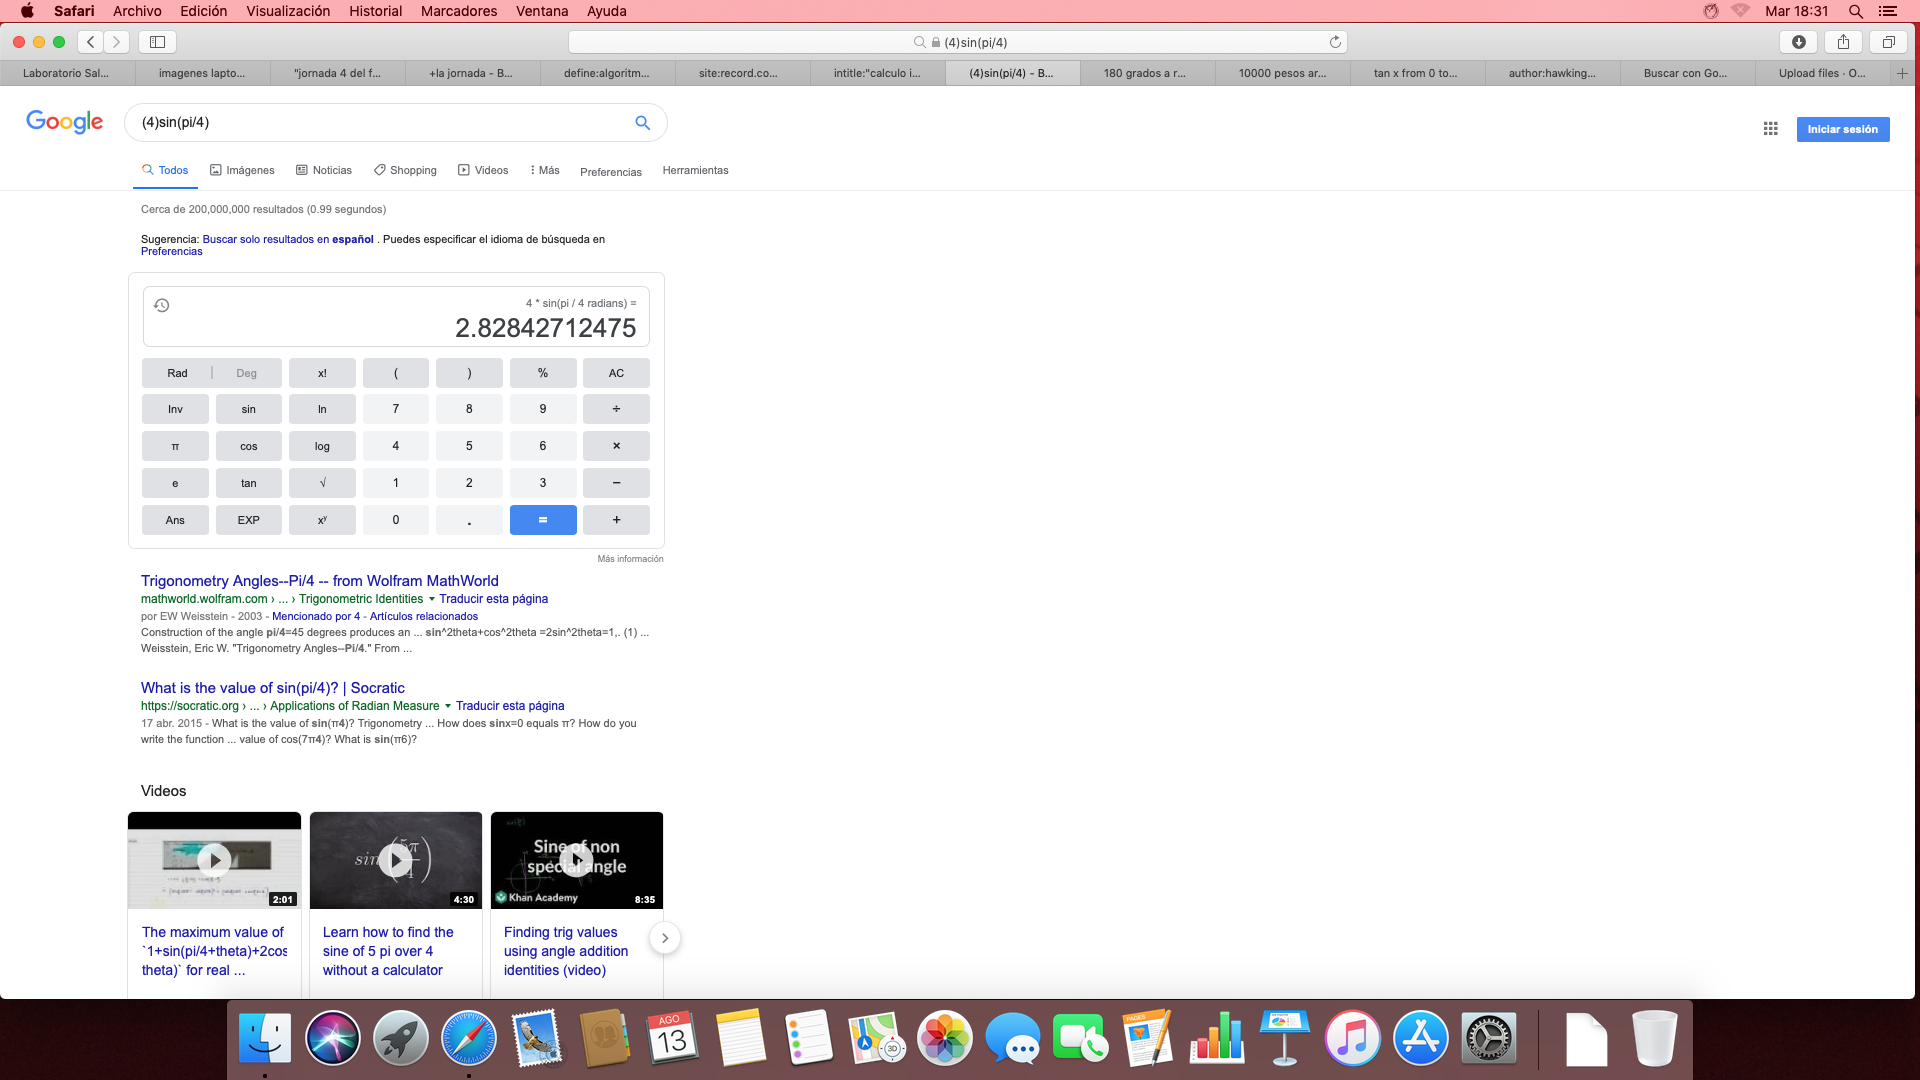 Safari Archivo Edición Visualización Historial Marcadores Ventana Ayuda Mar 18:31
(4)sin(pi/4)
Laboratorio Sal... imagenes lapto... "jornada 4 del f... +la jornada - B... define:algoritm... site:record.co... intitle:"calculo i... (4)sin(pi/4) - B... 180 grados a r... 10000 pesos ar... tan x from 0 to... author:hawking... Buscar con Go... Upload files · O...
Google (4)sin(pi/4) Iniciar sesión
Todos Imágenes Noticias Shopping Videos Más Preferencias Herramientas
Cerca de 200,000,000 resultados (0.99 segundos)
Sugerencia: Buscar solo resultados en español . Puedes especificar el idioma de búsqueda en
Preferencias
4 * sin(pi / 4 radians) =
2.82842712475
Rad | Deg x! ( ) % AC
Inv sin ln 7 8 9 ÷
π cos log 4 5 6 ×
e tan √ 1 2 3 −
Ans EXP xʸ 0 . = +
Más información
Trigonometry Angles--Pi/4 -- from Wolfram MathWorld
mathworld.wolfram.com › ... › Trigonometric Identities ▾ Traducir esta página
por EW Weisstein - 2003 - Mencionado por 4 - Artículos relacionados
Construction of the angle pi/4=45 degrees produces an ... sin^2theta+cos^2theta =2sin^2theta=1,. (1) ...
Weisstein, Eric W. "Trigonometry Angles--Pi/4." From ...
What is the value of sin(pi/4)? | Socratic
https://socratic.org › ... › Applications of Radian Measure ▾ Traducir esta página
17 abr. 2015 - What is the value of sin(π4)? Trigonometry ... How does sinx=0 equals π? How do you
write the function ... value of cos(7π4)? What is sin(π6)?
Videos
2:01
sin(5π/4)
4:30
Sine of non
special angle
Khan Academy 8:35
The maximum value of
`1+sin(pi/4+theta)+2cos
theta)` for real ...
Learn how to find the
sine of 5 pi over 4
without a calculator
Finding trig values
using angle addition
identities (video)
AGO
13
3D
PAGES